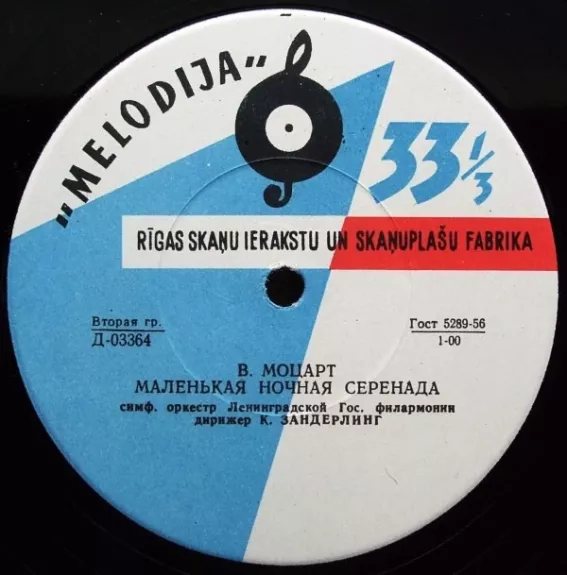 „MELODIJA”
33 1/3
RĪGAS SKAŅU IERAKSTU UN SKAŅUPLAŠU FABRIKA
Вторая гр.
Д-03364
Гост 5289-56
1-00
В. МОЦАРТ
МАЛЕНЬКАЯ НОЧНАЯ СЕРЕНАДА
симф. оркестр Ленинградской Гос. филармонии
дирижер К. ЗАНДЕРЛИНГ